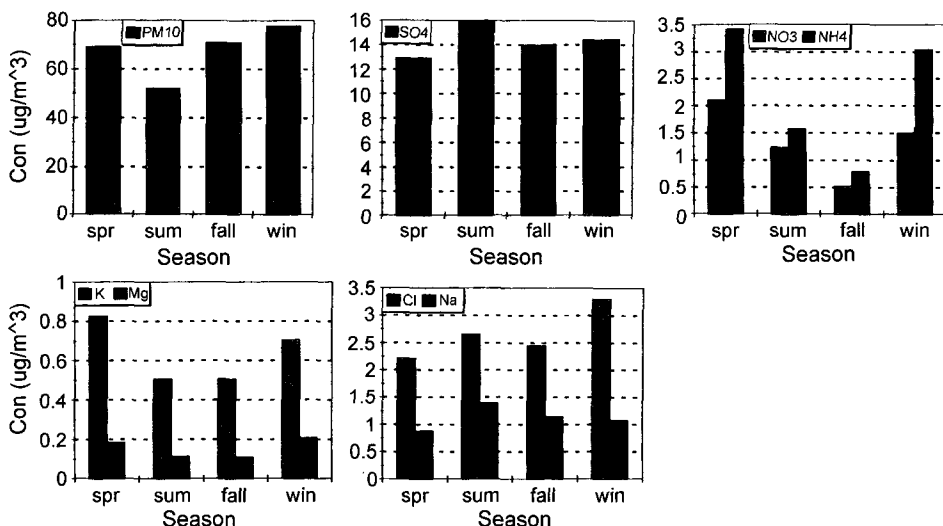 Con (ug/m^3)
80
60
40
20
0
PM10
spr sum fall win
Season
16
14
12
10
8
6
4
2
0
SO4
spr sum fall win
Season
3.5
3
2.5
2
1.5
1
0.5
0
NO3 NH4
spr sum fall win
Season
Con (ug/m^3)
1
0.8
0.6
0.4
0.2
0
K Mg
spr sum fall win
Season
3.5
3
2.5
2
1.5
1
0.5
0
Cl Na
spr sum fall win
Season